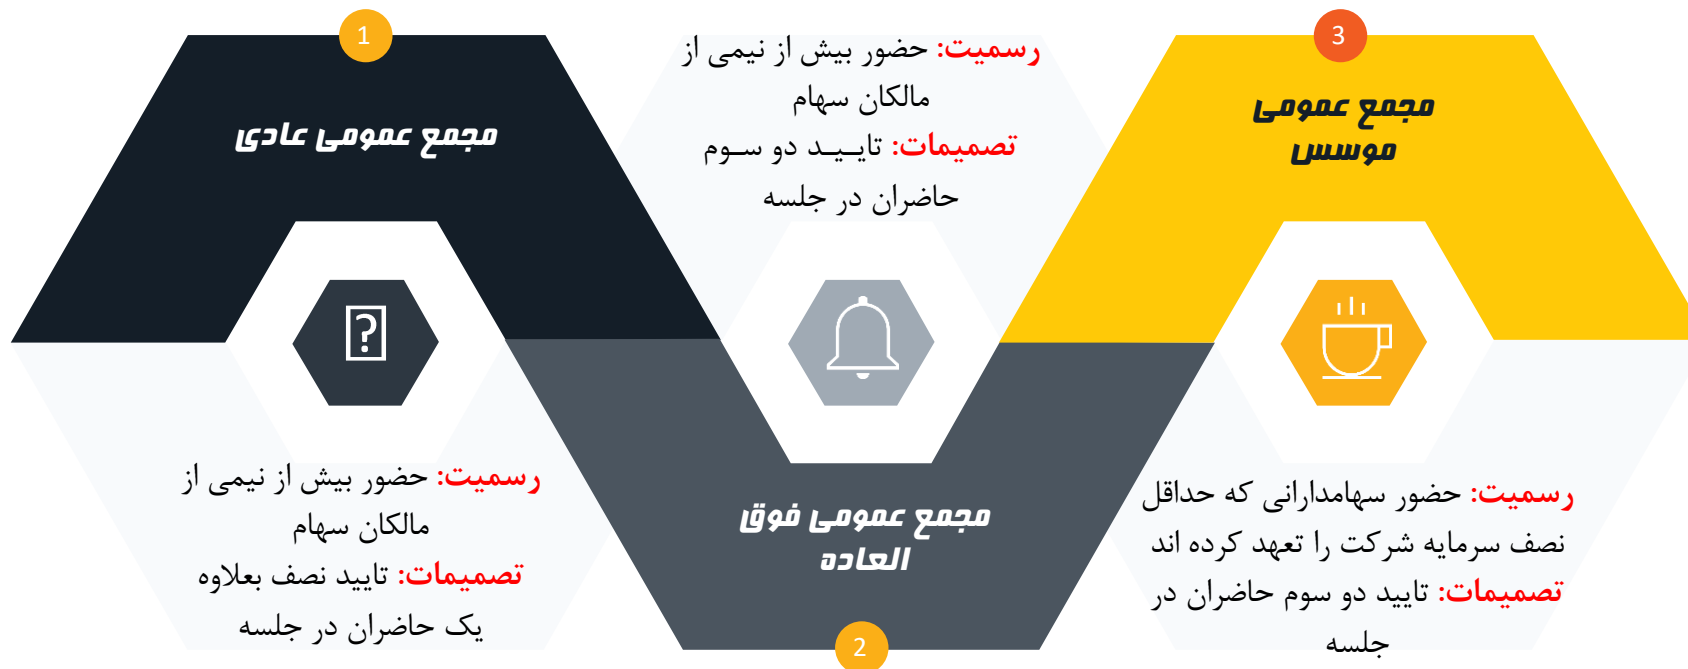 1
مجمع عمومی عادی
رسمیت: حضور بیش از نیمی از
مالکان سهام
تصمیمات: تایید نصف بعلاوه
یک حاضران در جلسه
رسمیت: حضور بیش از نیمی از
مالکان سهام
تصمیمات: تایـیـد دو سـوم
حاضران در جلسه
مجمع عمومی فوق
العاده
2
3
مجمع عمومی
موسس
رسمیت: حضور سهامدارانی که حداقل
نصف سرمایه شرکت را تعهد کرده اند
تصمیمات: تایید دو سوم حاضران در
جلسه